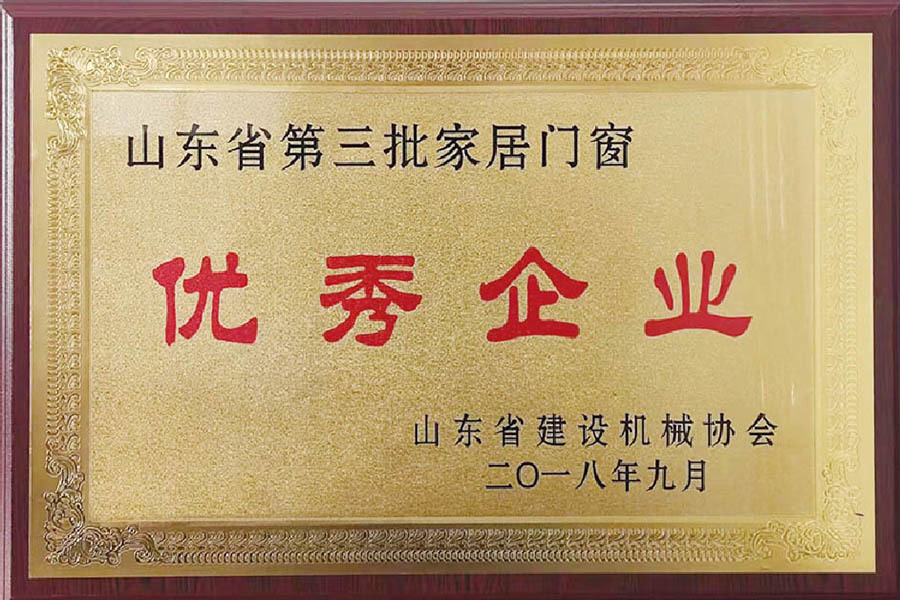 山东省第三批家居门窗
优秀企业
山东省建设机械协会
二〇一八年九月